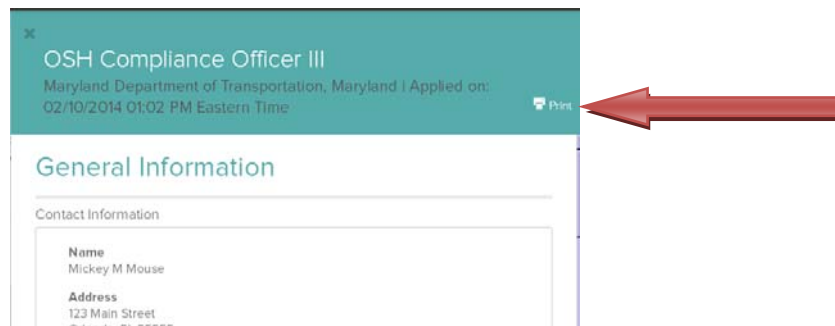 OSH Compliance Officer III
Maryland Department of Transportation, Maryland | Applied on:
02/10/2014 01:02 PM Eastern Time
Print
General Information
Contact Information
Name
Mickey M Mouse
Address
123 Main Street